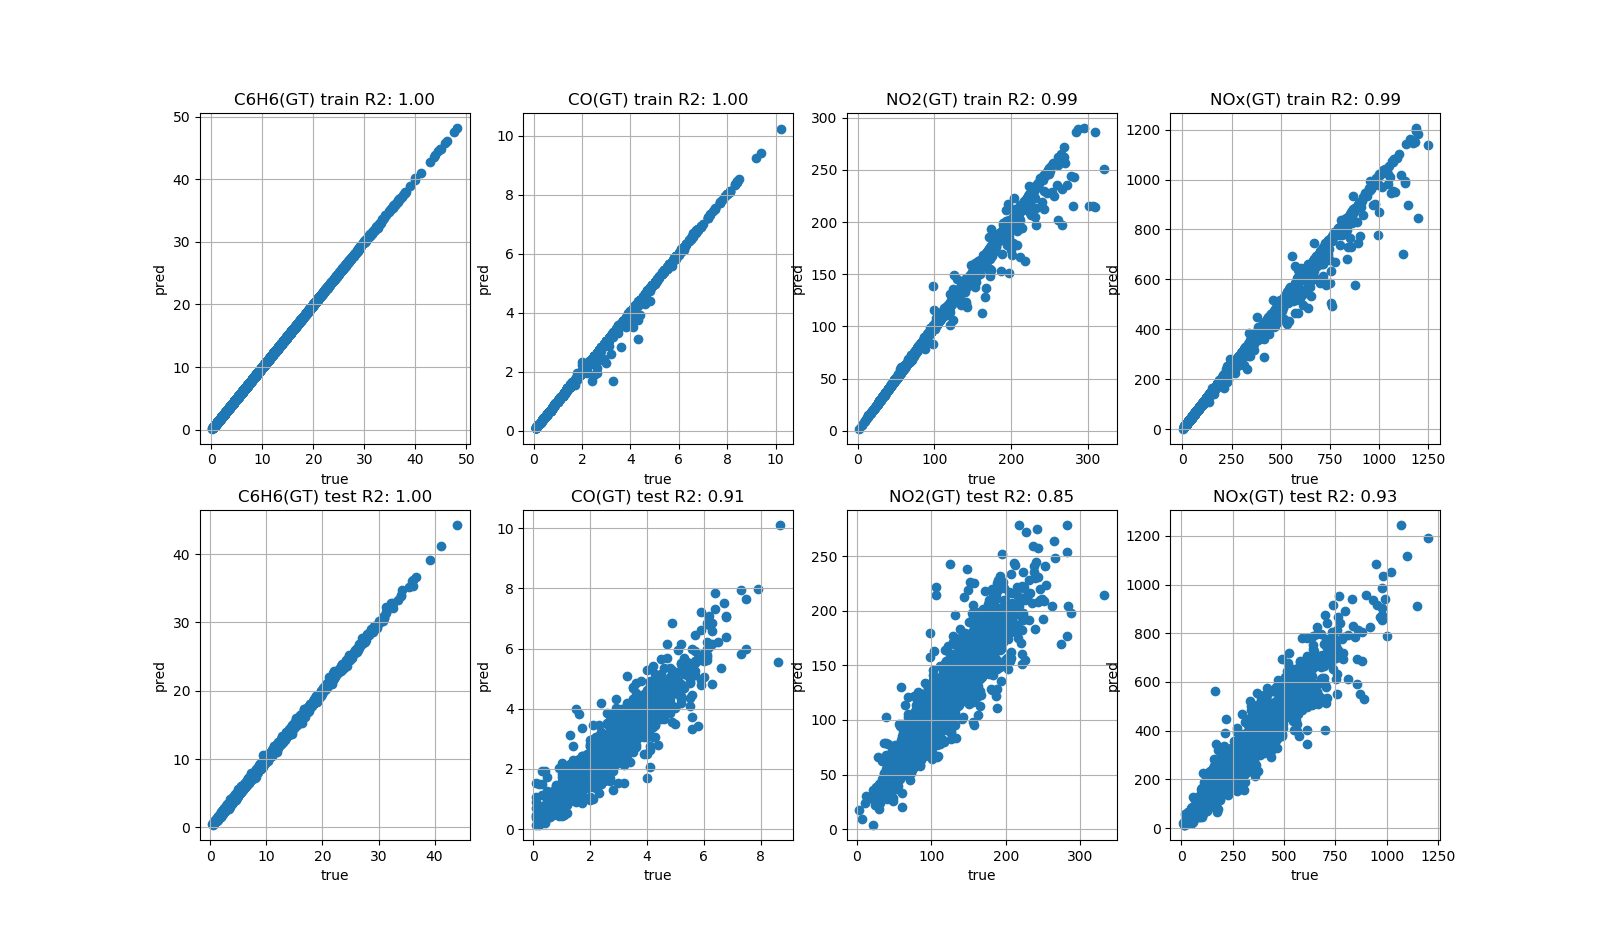 C6H6(GT) train R2: 1.00
CO(GT) train R2: 1.00
NO2(GT) train R2: 0.99
NOx(GT) train R2: 0.99
50
40
30
20
10
0
pred
0 10 20 30 40 50
true
10
8
6
4
2
0
pred
0 2 4 6 8 10
true
300
250
200
150
100
50
0
pred
0 100 200 300
true
1200
1000
800
600
400
200
0
pred
0 250 500 750 1000 1250
true
C6H6(GT) test R2: 1.00
CO(GT) test R2: 0.91
NO2(GT) test R2: 0.85
NOx(GT) test R2: 0.93
40
30
20
10
0
pred
0 10 20 30 40
true
10
8
6
4
2
0
pred
0 2 4 6 8
true
250
200
150
100
50
0
pred
0 100 200 300
true
1200
1000
800
600
400
200
0
pred
0 250 500 750 1000 1250
true